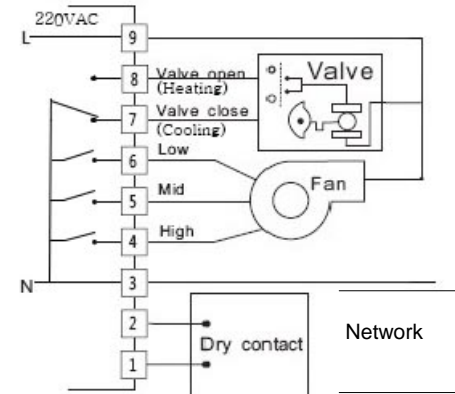 220VAC
L
9
8 Valve open
(Heating)
Valve
7 Valve close
(Cooling)
6 Low
5 Mid
Fan
4 High
N
3
2
Dry contact
Network
1